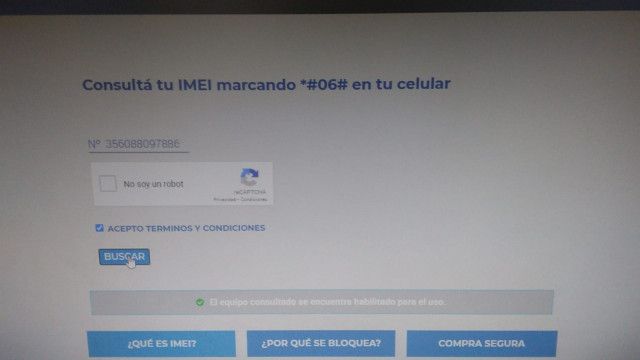 Consultá tu IMEI marcando *#06# en tu celular
Nº 356088097886
No soy un robot
reCAPTCHA
Privacidad - Condiciones
ACEPTO TERMINOS Y CONDICIONES
BUSCAR
El equipo consultado se encuentra habilitado para el uso.
¿QUÉ ES IMEI?
¿POR QUÉ SE BLOQUEA?
COMPRA SEGURA